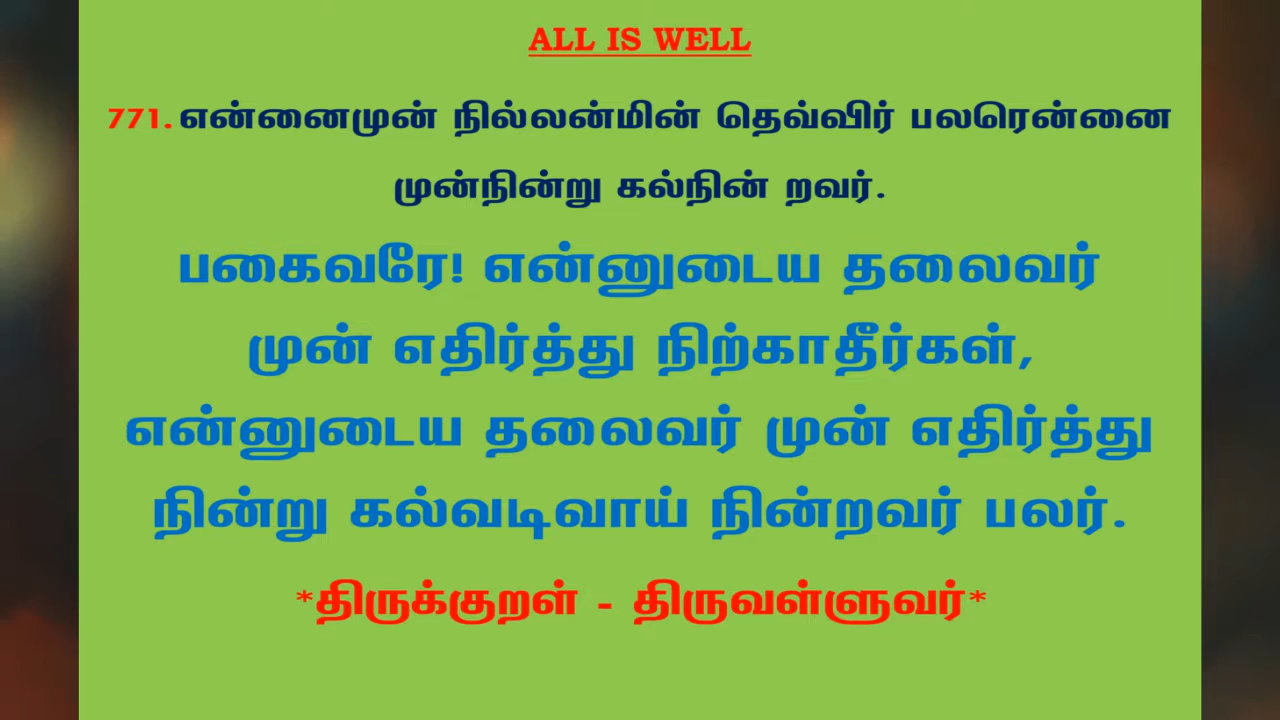 ALL IS WELL
771. என்னைமுன் நில்லன்மின் தெவ்விர் பலரென்னை
முன்நின்று கல்நின் றவர்.
பகைவரே! என்னுடைய தலைவர்
முன் எதிர்த்து நிற்காதீர்கள்,
என்னுடைய தலைவர் முன் எதிர்த்து
நின்று கல்வடிவாய் நின்றவர் பலர்.
*திருக்குறள் - திருவள்ளுவர்*